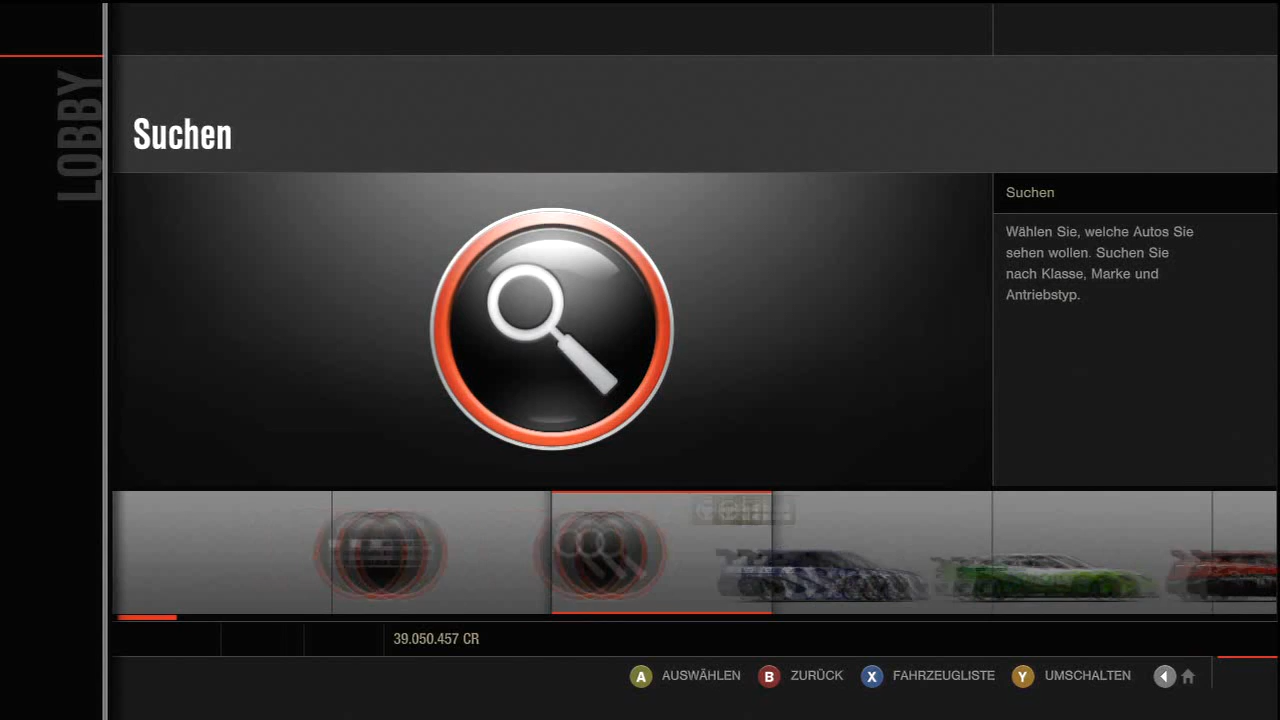 LOBBY
Suchen
Suchen
Wählen Sie, welche Autos Sie
sehen wollen. Suchen Sie
nach Klasse, Marke und
Antriebstyp.
39.050.457 CR
A AUSWÄHLEN B ZURÜCK X FAHRZEUGLISTE Y UMSCHALTEN